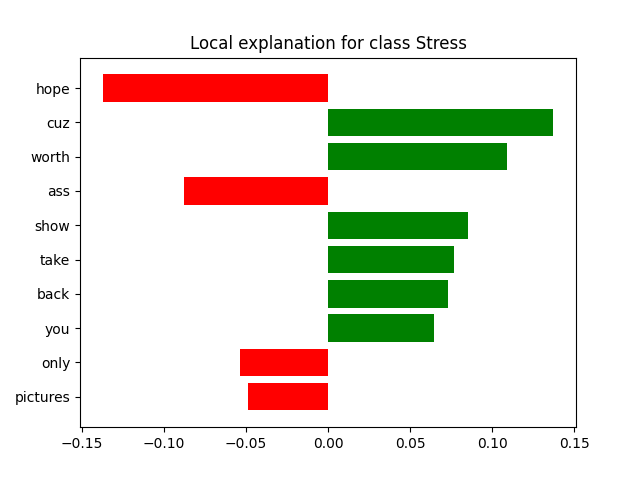 Local explanation for class Stress
hope
cuz
worth
ass
show
take
back
you
only
pictures
−0.15 −0.10 −0.05 0.00 0.05 0.10 0.15